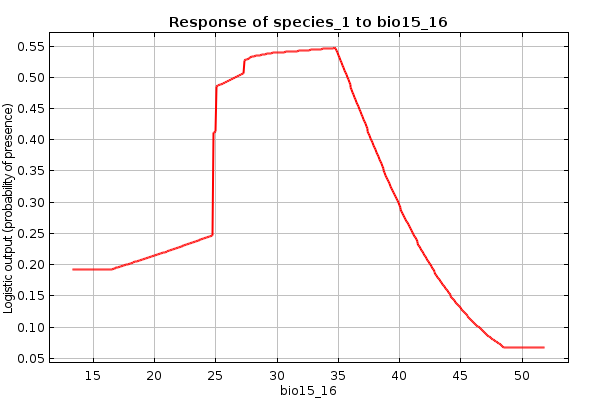 Response of species_1 to bio15_16
Logistic output (probability of presence)
0.55
0.50
0.45
0.40
0.35
0.30
0.25
0.20
0.15
0.10
0.05
15 20 25 30 35 40 45 50
bio15_16